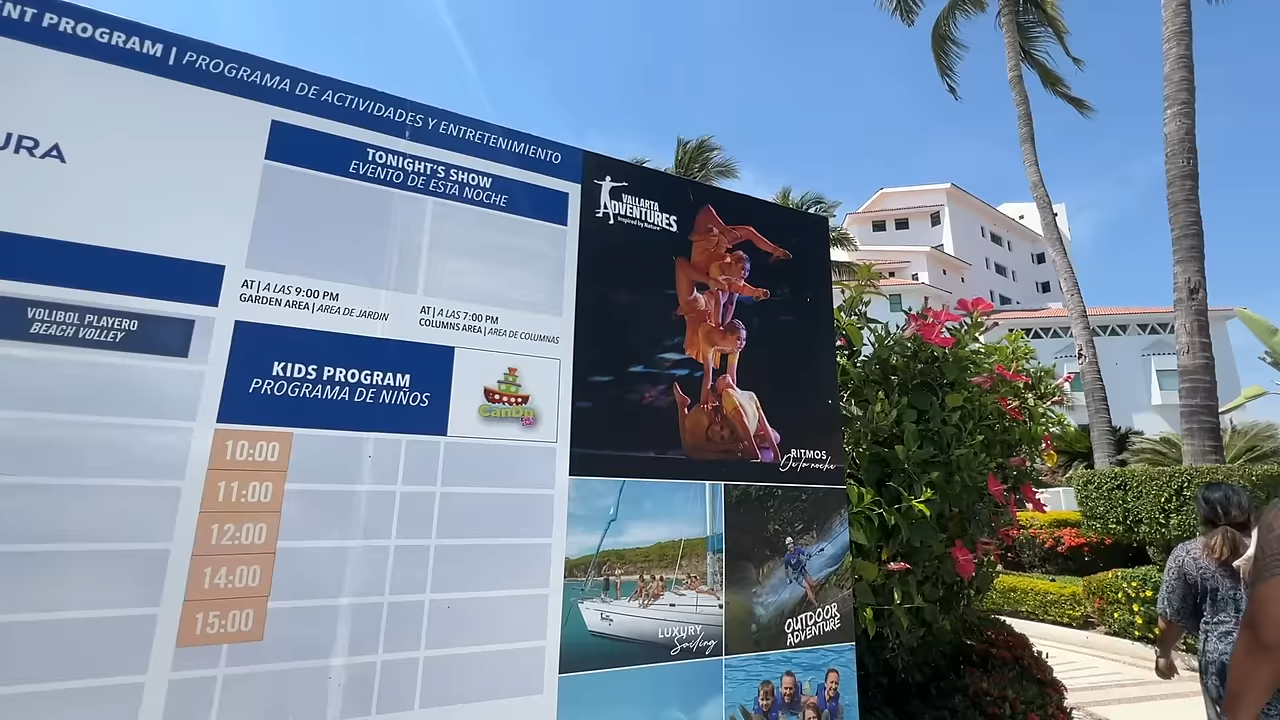 NT PROGRAM | PROGRAMA DE ACTIVIDADES Y ENTRETENIMIENTO
URA
TONIGHT'S SHOW
EVENTO DE ESTA NOCHE
AT | A LAS 9:00 PM
GARDEN AREA | AREA DE JARDIN
AT | A LAS 7:00 PM
COLUMNS AREA | AREA DE COLUMNAS
VOLIBOL PLAYERO
BEACH VOLLEY
KIDS PROGRAM
PROGRAMA DE NIÑOS
CanDu
10:00
11:00
12:00
14:00
15:00
VALLARTA
ADVENTURES
Inspired by Nature
RITMOS
De la noche
LUXURY
Sailing
OUTDOOR
ADVENTURE